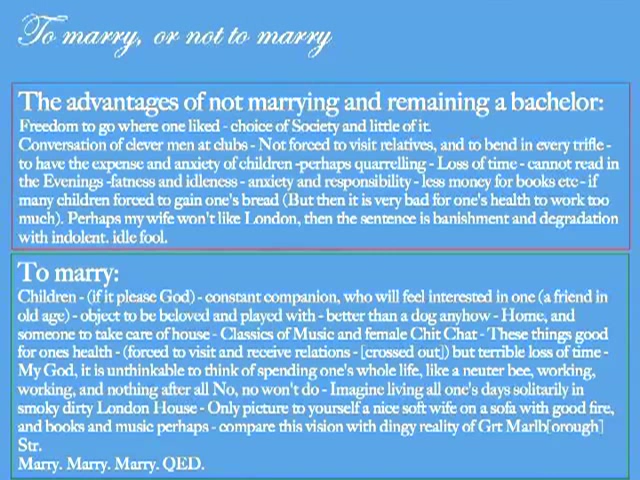 To marry, or not to marry
The advantages of not marrying and remaining a bachelor:
Freedom to go where one liked - choice of Society and little of it.
Conversation of clever men at clubs - Not forced to visit relatives, and to bend in every trifle -
to have the expense and anxiety of children -perhaps quarrelling - Loss of time - cannot read in
the Evenings -fatness and idleness - anxiety and responsibility - less money for books etc - if
many children forced to gain one's bread (But then it is very bad for one's health to work too
much). Perhaps my wife won't like London, then the sentence is banishment and degradation
with indolent. idle fool.
To marry:
Children - (if it please God) - constant companion, who will feel interested in one (a friend in
old age) - object to be beloved and played with - better than a dog anyhow - Home, and
someone to take care of house - Classics of Music and female Chit Chat - These things good
for ones health - (forced to visit and receive relations - [crossed out]) but terrible loss of time -
My God, it is unthinkable to think of spending one's whole life, like a neuter bee, working,
working, and nothing after all No, no won't do - Imagine living all one's days solitarily in
smoky dirty London House - Only picture to yourself a nice soft wife on a sofa with good fire,
and books and music perhaps - compare this vision with dingy reality of Grt Marlb[orough]
Str.
Marry. Marry. Marry. QED.